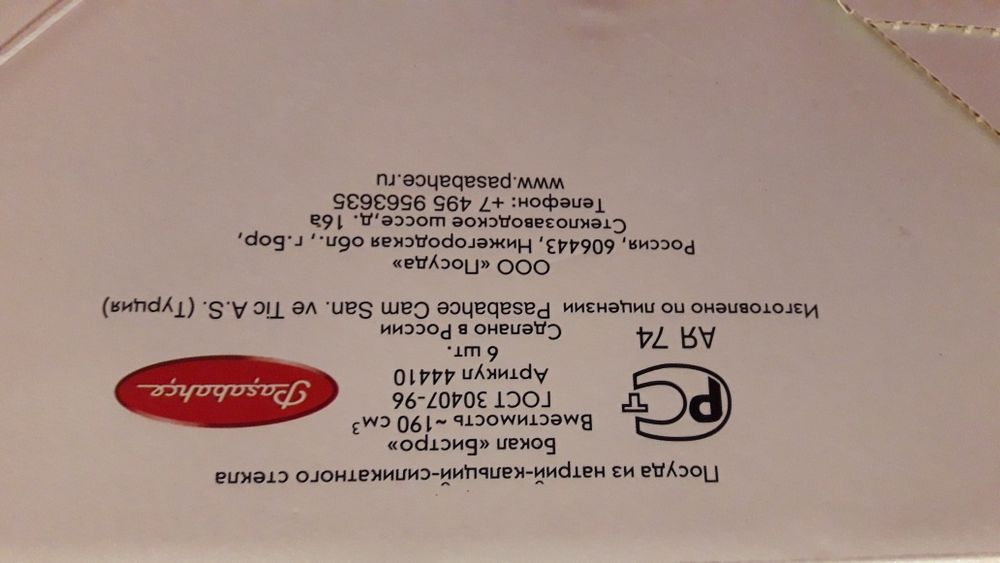 Посуда из натрий-кальций-силикатного стекла
Бокал «Бистро»
Вместимость ~190 см³
ГОСТ 30407-96
Артикул 44410
6 шт.
Сделано в России
РСТ
АЯ 74
Paşabahçe
Изготовлено по лицензии Pasabahce Cam San. ve Tic A.S. (Турция)
ООО «Посуда»
Россия, 606443, Нижегородская обл., г.Бор,
Стеклозаводское шоссе,д. 16а
Телефон: +7 495 9563635
www.pasabahce.ru